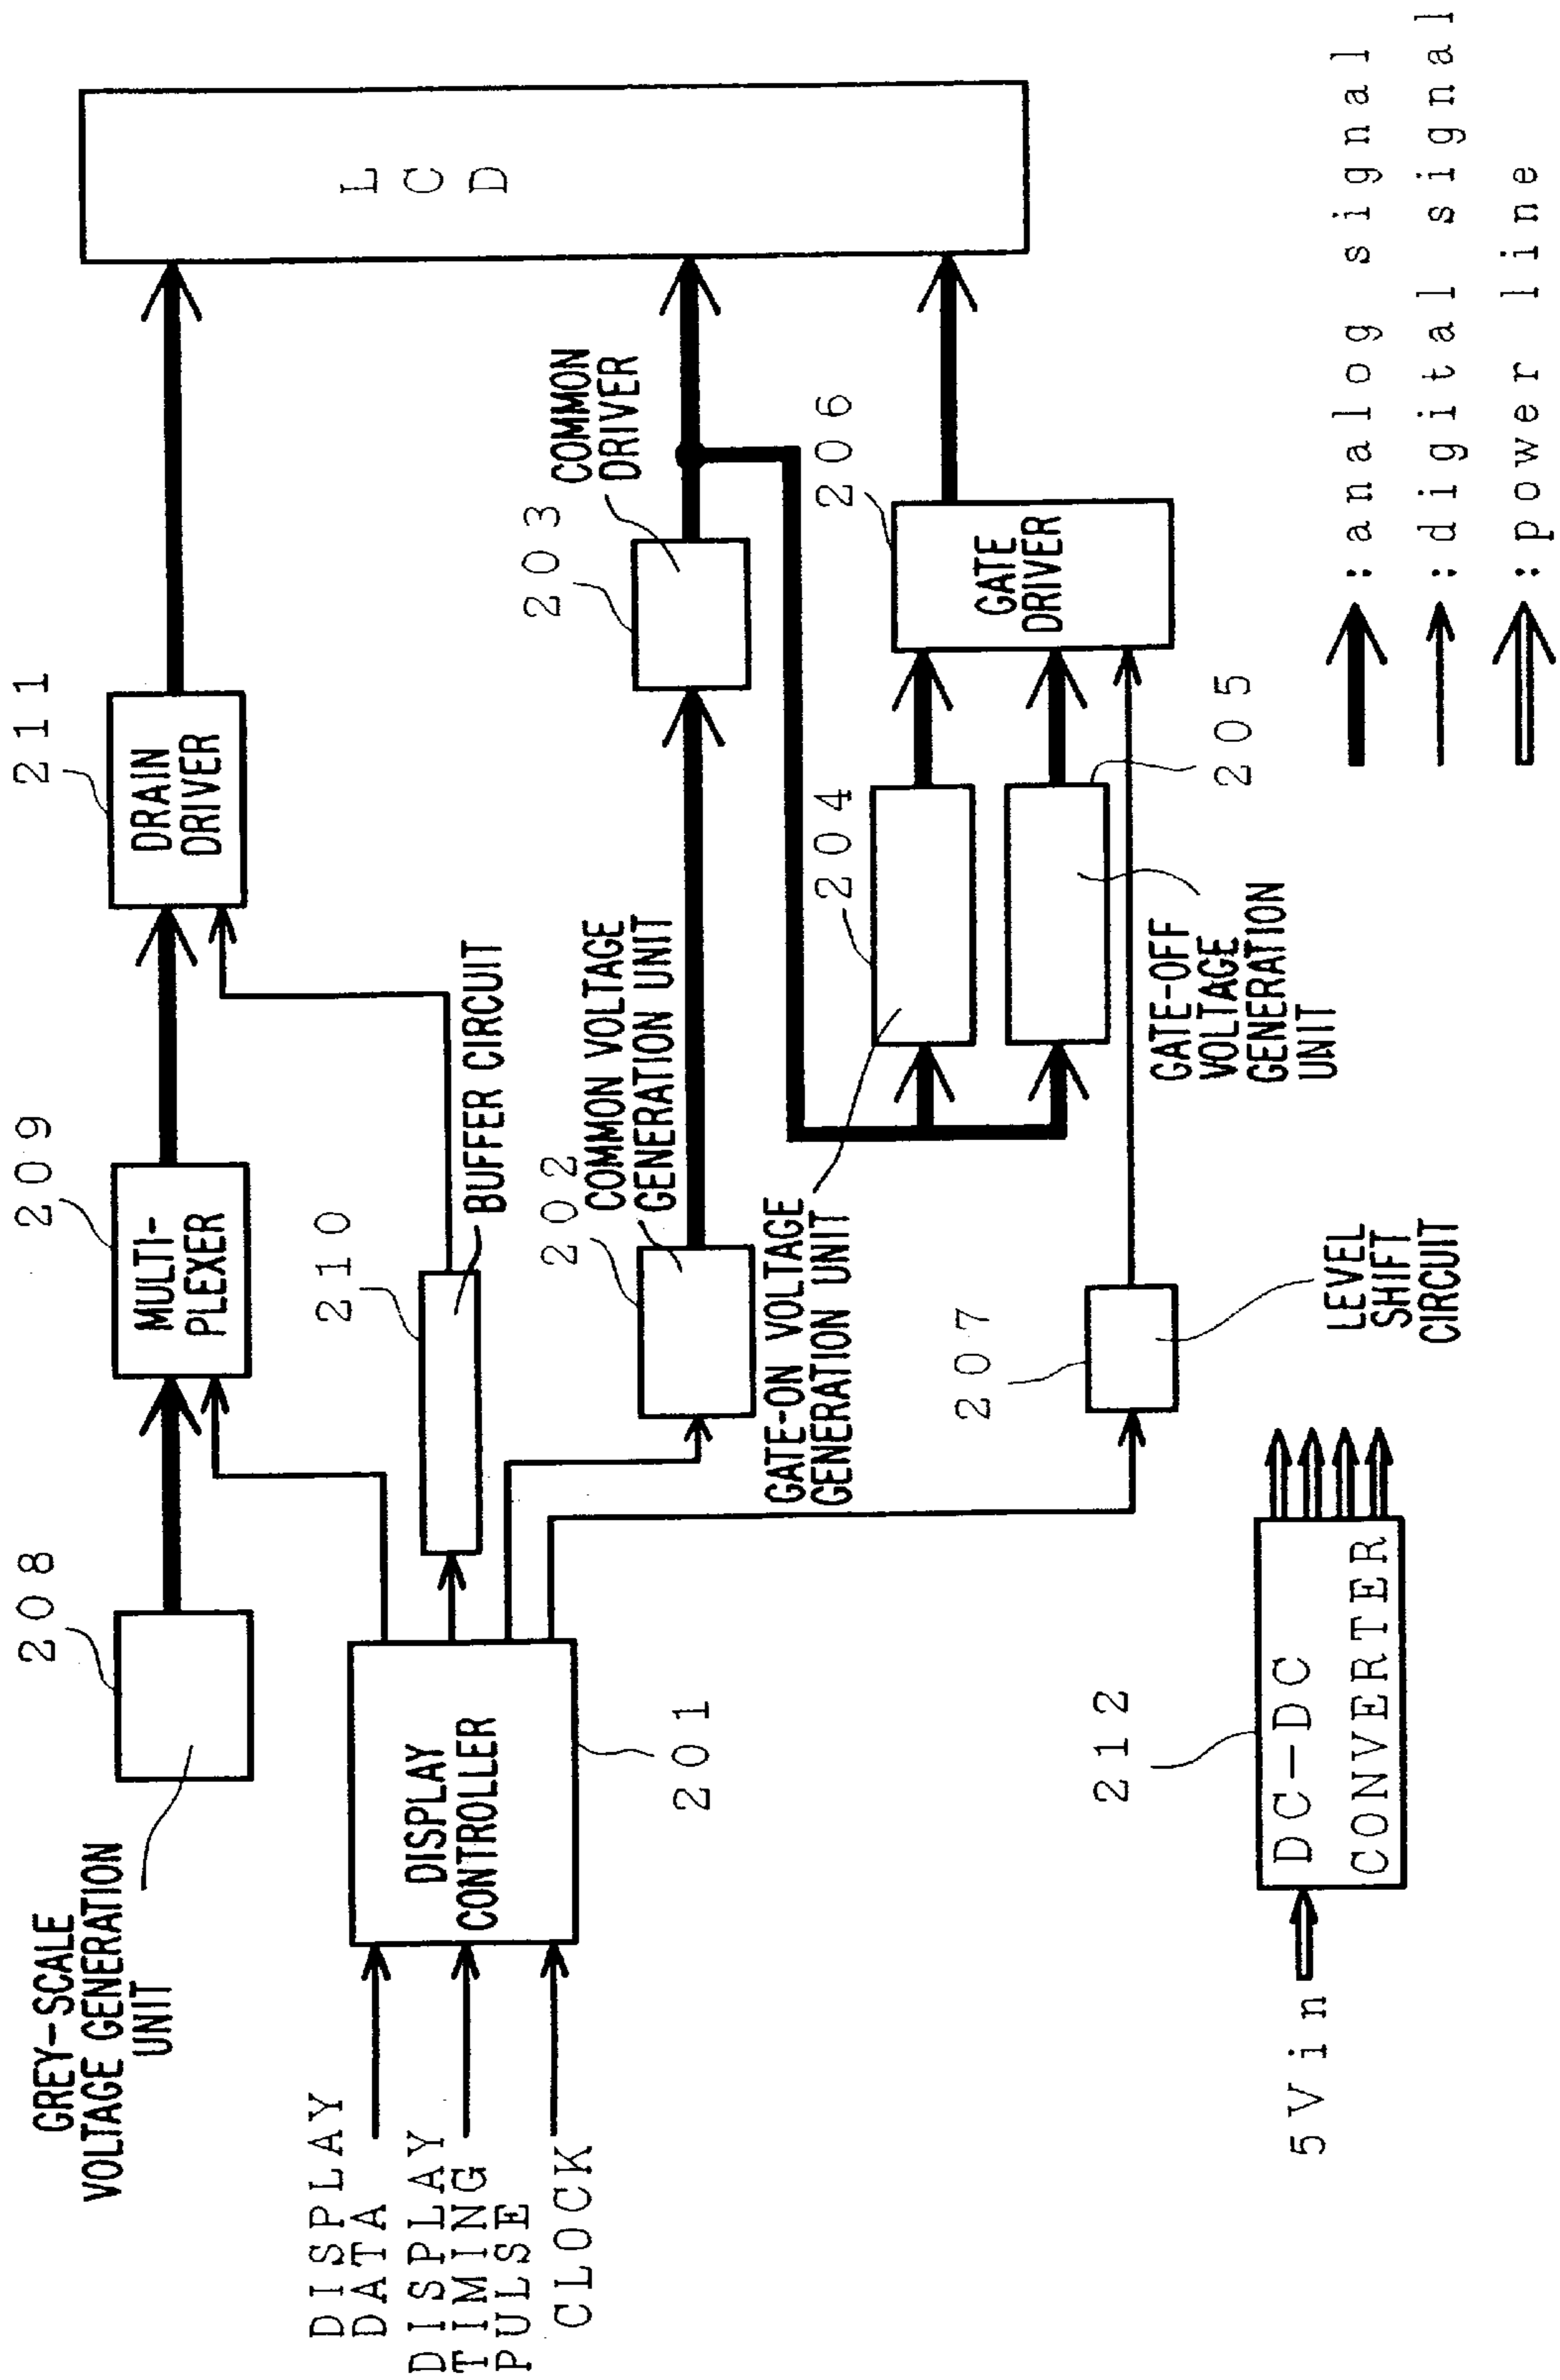 GREY-SCALE
VOLTAGE GENERATION
UNIT
208
209
MULTI-
PLEXER
211
DRAIN
DRIVER
LCD
DISPLAY
DATA
DISPLAY
TIMING
PULSE
CLOCK
DISPLAY
CONTROLLER
201
210
BUFFER CIRCUIT
202
COMMON VOLTAGE
GENERATION UNIT
203
COMMON
DRIVER
GATE-ON VOLTAGE
GENERATION UNIT
204
206
GATE
DRIVER
205
GATE-OFF
VOLTAGE
GENERATION
UNIT
207
LEVEL
SHIFT
CIRCUIT
212
5Vin
DC-DC
CONVERTER
:analog signal
:digital signal
:power line